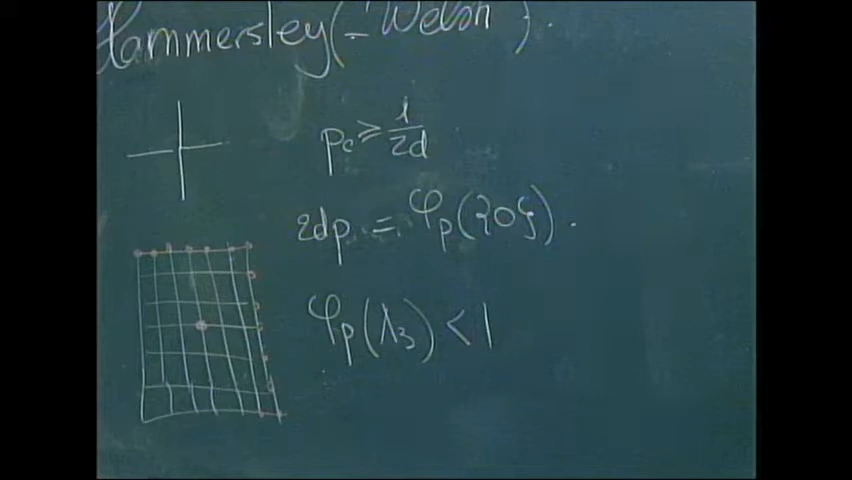 Hammersley (-Welsh).
pc ≥ 1/2d
2dp = φp({0}).
φp(Λ3) < 1